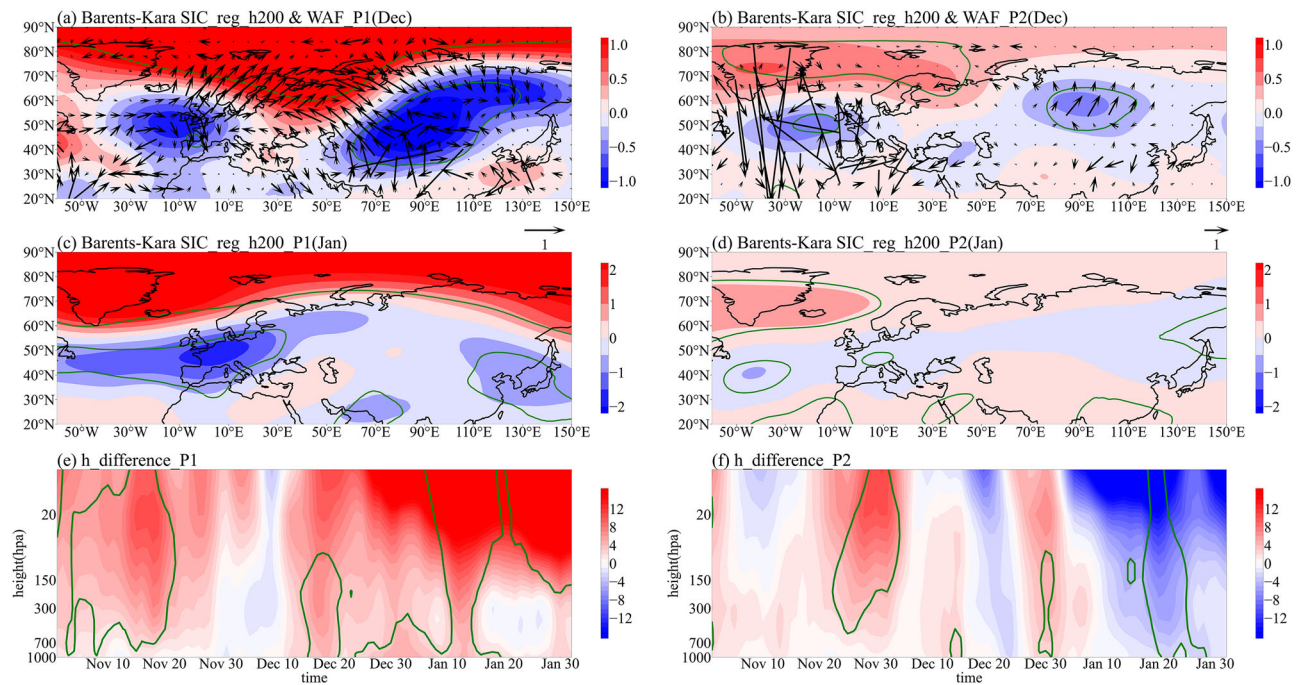 (a) Barents-Kara SIC_reg_h200 & WAF_P1(Dec)
90°N
80°N
70°N
60°N
50°N
40°N
30°N
20°N
50°W 30°W 10°W 10°E 30°E 50°E 70°E 90°E 110°E 130°E 150°E
1.0
0.5
0.0
−0.5
−1.0
1
(b) Barents-Kara SIC_reg_h200 & WAF_P2(Dec)
90°N
80°N
70°N
60°N
50°N
40°N
30°N
20°N
50°W 30°W 10°W 10°E 30°E 50°E 70°E 90°E 110°E 130°E 150°E
1.0
0.5
0.0
−0.5
−1.0
1
(c) Barents-Kara SIC_reg_h200_P1(Jan)
90°N
80°N
70°N
60°N
50°N
40°N
30°N
20°N
50°W 30°W 10°W 10°E 30°E 50°E 70°E 90°E 110°E 130°E 150°E
2
1
0
−1
−2
(d) Barents-Kara SIC_reg_h200_P2(Jan)
90°N
80°N
70°N
60°N
50°N
40°N
30°N
20°N
50°W 30°W 10°W 10°E 30°E 50°E 70°E 90°E 110°E 130°E 150°E
2
1
0
−1
−2
(e) h_difference_P1
height(hpa)
20
150
300
700
1000
Nov 10 Nov 20 Nov 30 Dec 10 Dec 20 Dec 30 Jan 10 Jan 20 Jan 30
time
12
8
4
0
−4
−8
−12
(f) h_difference_P2
height(hpa)
20
150
300
700
1000
Nov 10 Nov 20 Nov 30 Dec 10 Dec 20 Dec 30 Jan 10 Jan 20 Jan 30
time
12
8
4
0
−4
−8
−12